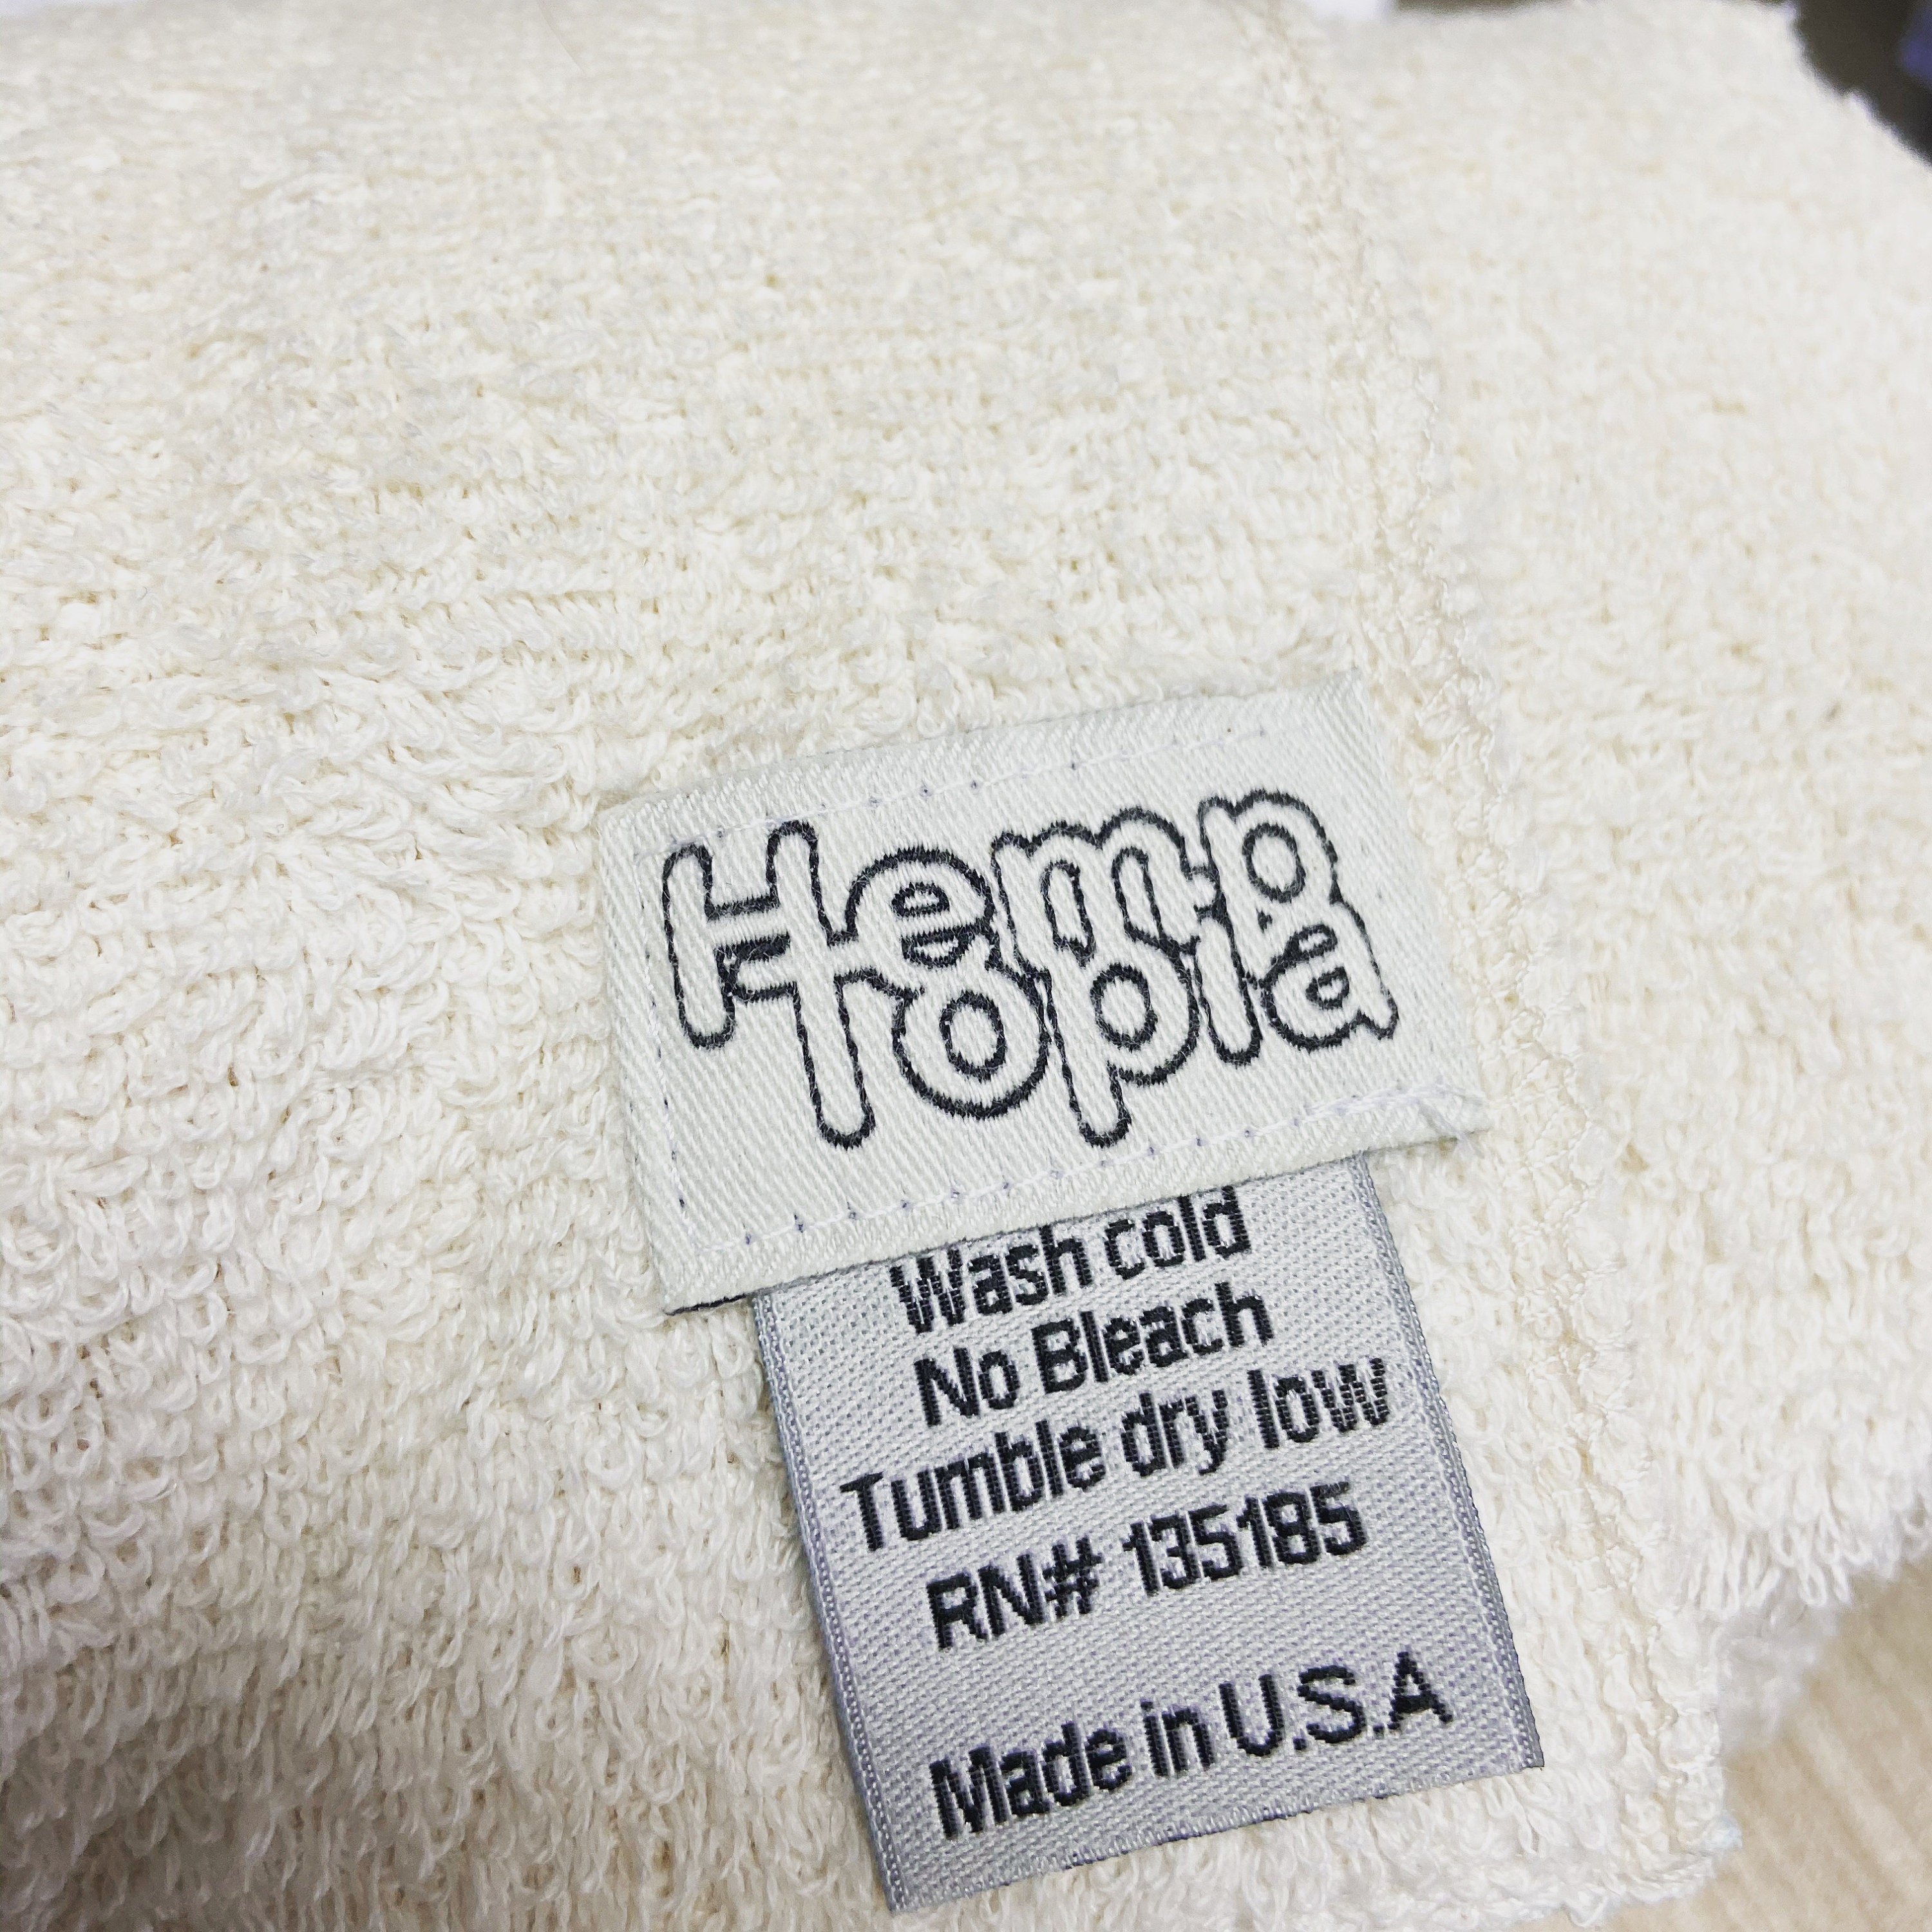 Hemp
Topia
Wash cold
No Bleach
Tumble dry low
RN# 135185
Made in U.S.A